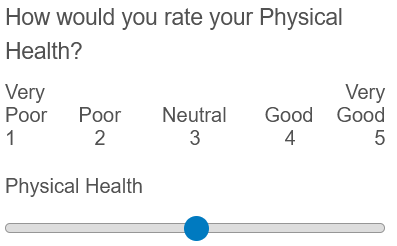 How would you rate your Physical
Health?
Very Very
Poor Poor Neutral Good Good
1 2 3 4 5
Physical Health